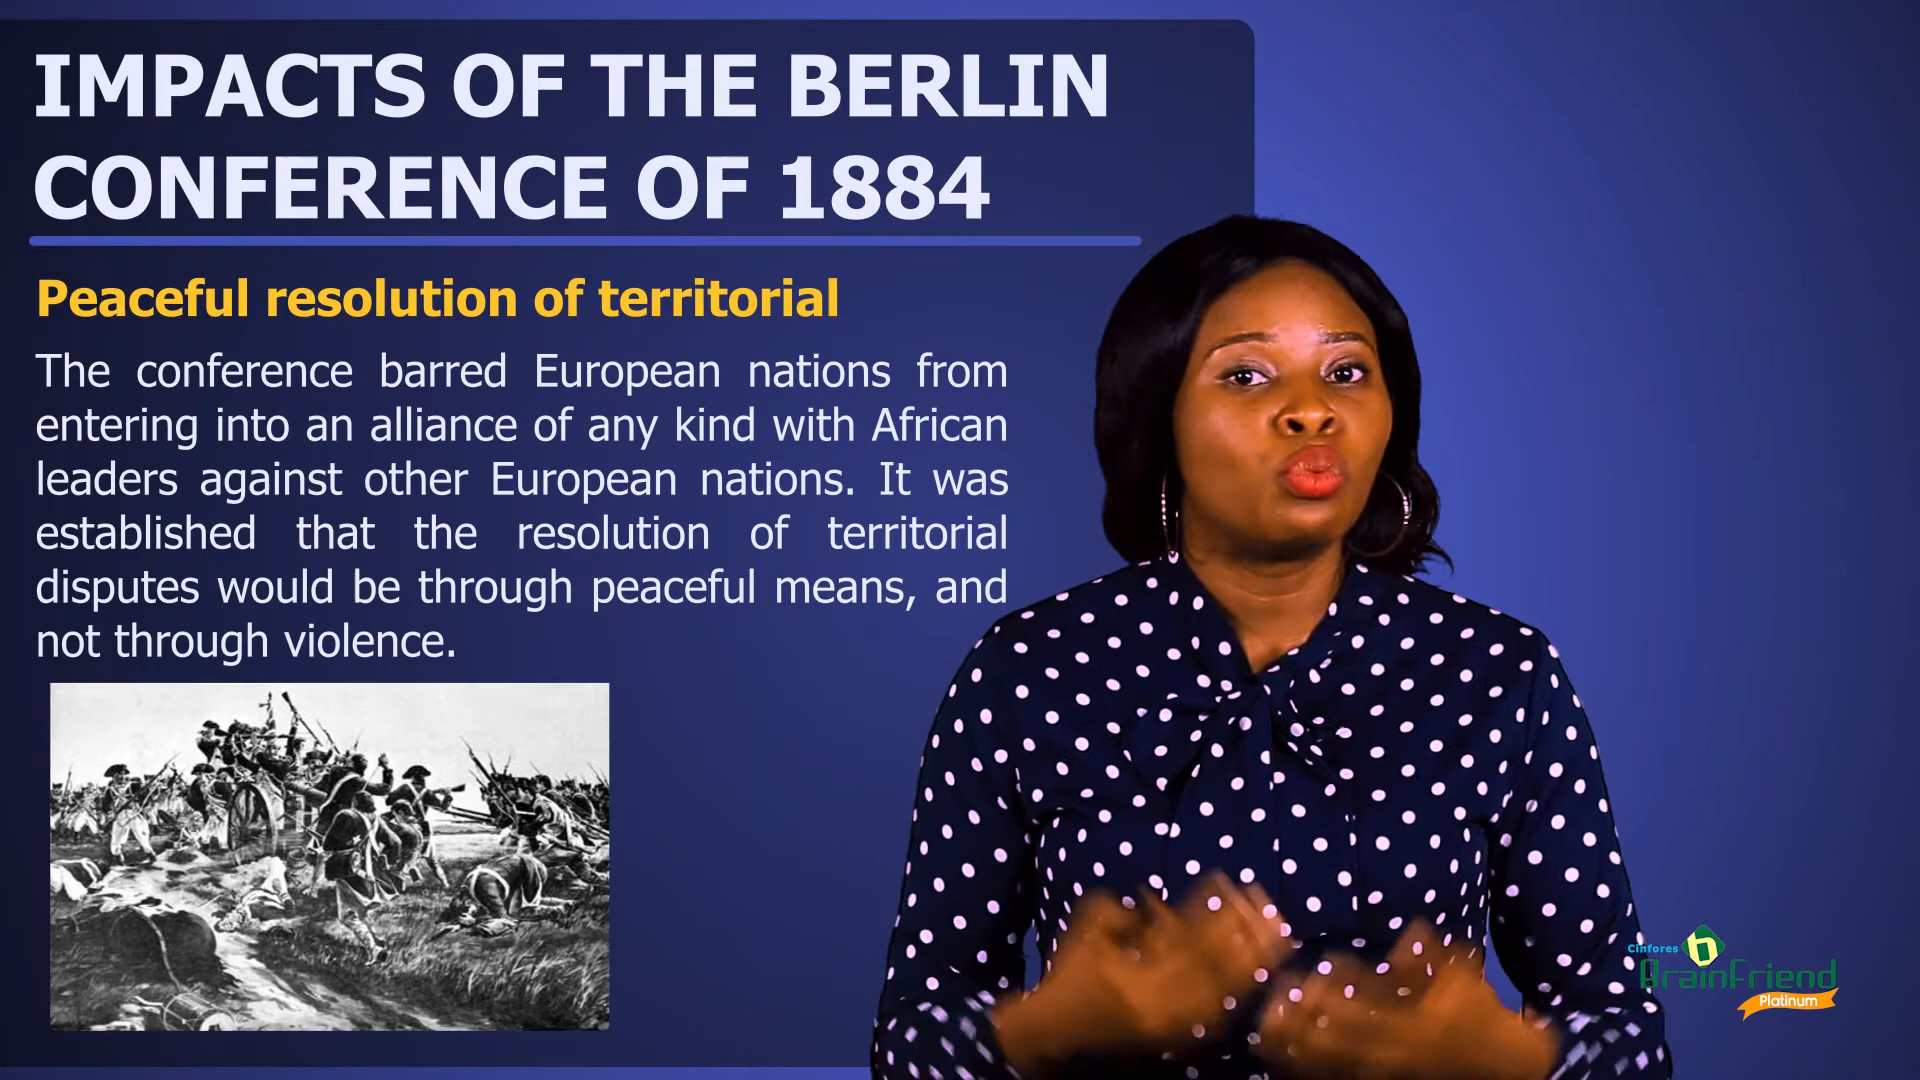 IMPACTS OF THE BERLIN
CONFERENCE OF 1884
Peaceful resolution of territorial
The conference barred European nations from
entering into an alliance of any kind with African
leaders against other European nations. It was
established that the resolution of territorial
disputes would be through peaceful means, and
not through violence.
Cinfores
BrainFriend
Platinum